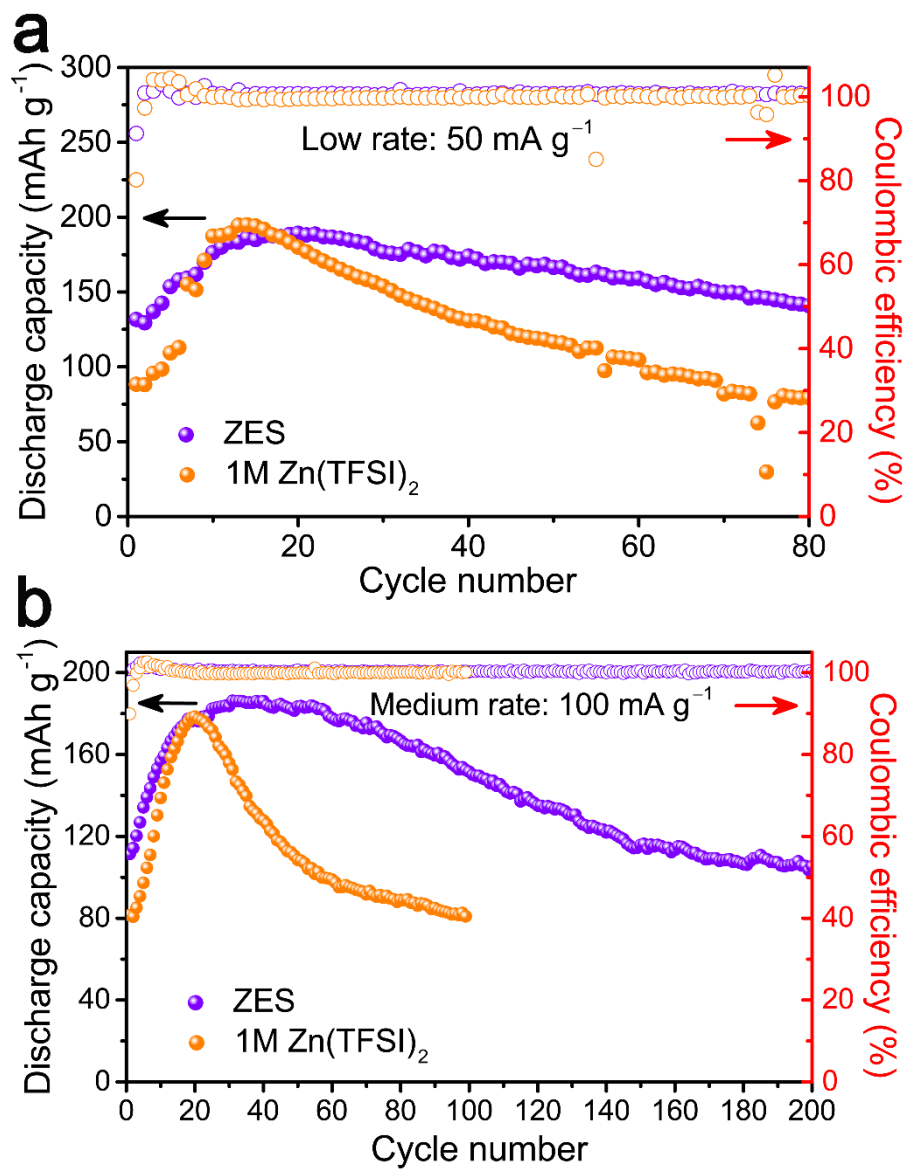 a
300
250
200
150
100
50
0
Discharge capacity (mAh g⁻¹)
Low rate: 50 mA g⁻¹
ZES
1M Zn(TFSI)₂
100
80
60
40
20
0
Coulombic efficiency (%)
0 20 40 60 80
Cycle number
b
200
160
120
80
40
0
Discharge capacity (mAh g⁻¹)
Medium rate: 100 mA g⁻¹
ZES
1M Zn(TFSI)₂
100
80
60
40
20
0
Coulombic efficiency (%)
0 20 40 60 80 100 120 140 160 180 200
Cycle number